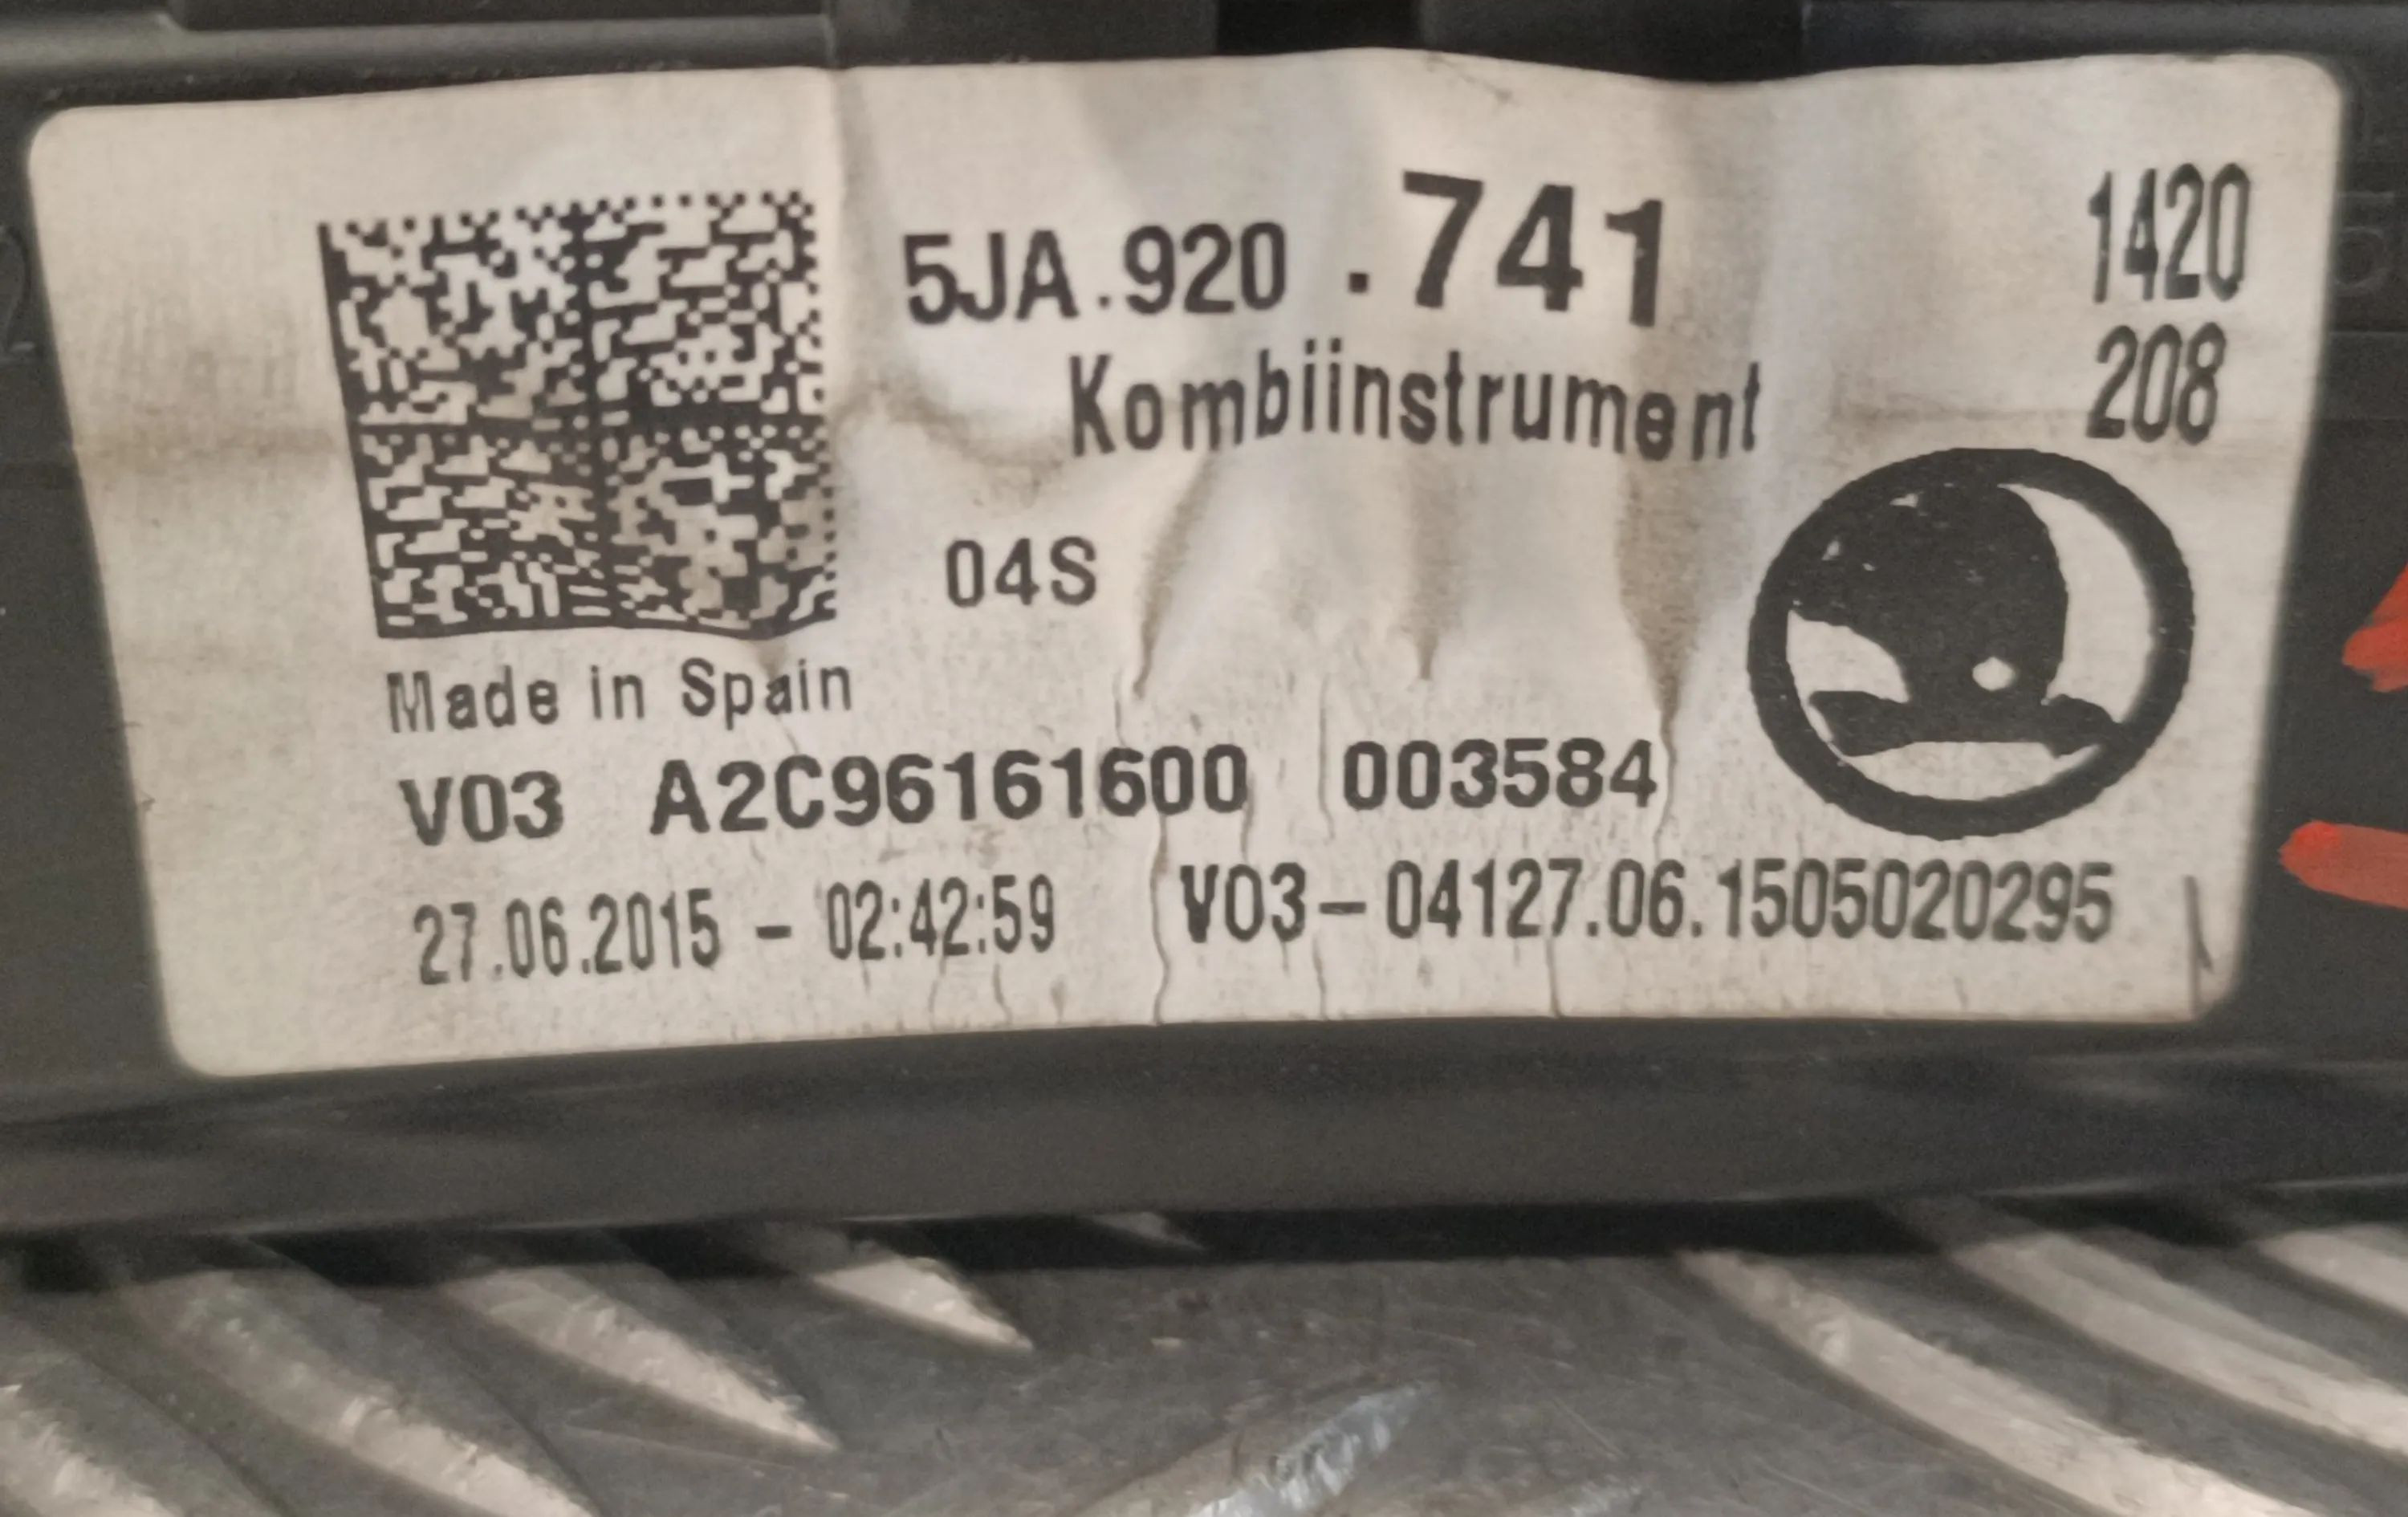 5JA.920 .741
1420
208
Kombiinstrument
04S
Made in Spain
V03 A2C96161600 003584
27.06.2015 - 02:42:59 V03-04127.06.1505020295